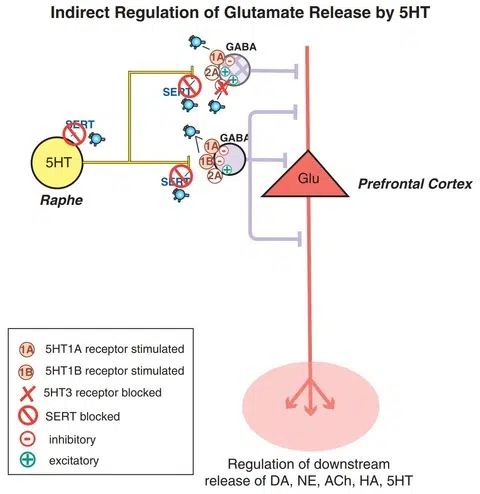 Indirect Regulation of Glutamate Release by 5HT
GABA
1A
2A
SERT
SERT
5HT
Raphe
GABA
1A
1B
2A
SERT
Glu
Prefrontal Cortex
1A 5HT1A receptor stimulated
1B 5HT1B receptor stimulated
5HT3 receptor blocked
SERT blocked
inhibitory
excitatory
Regulation of downstream
release of DA, NE, ACh, HA, 5HT